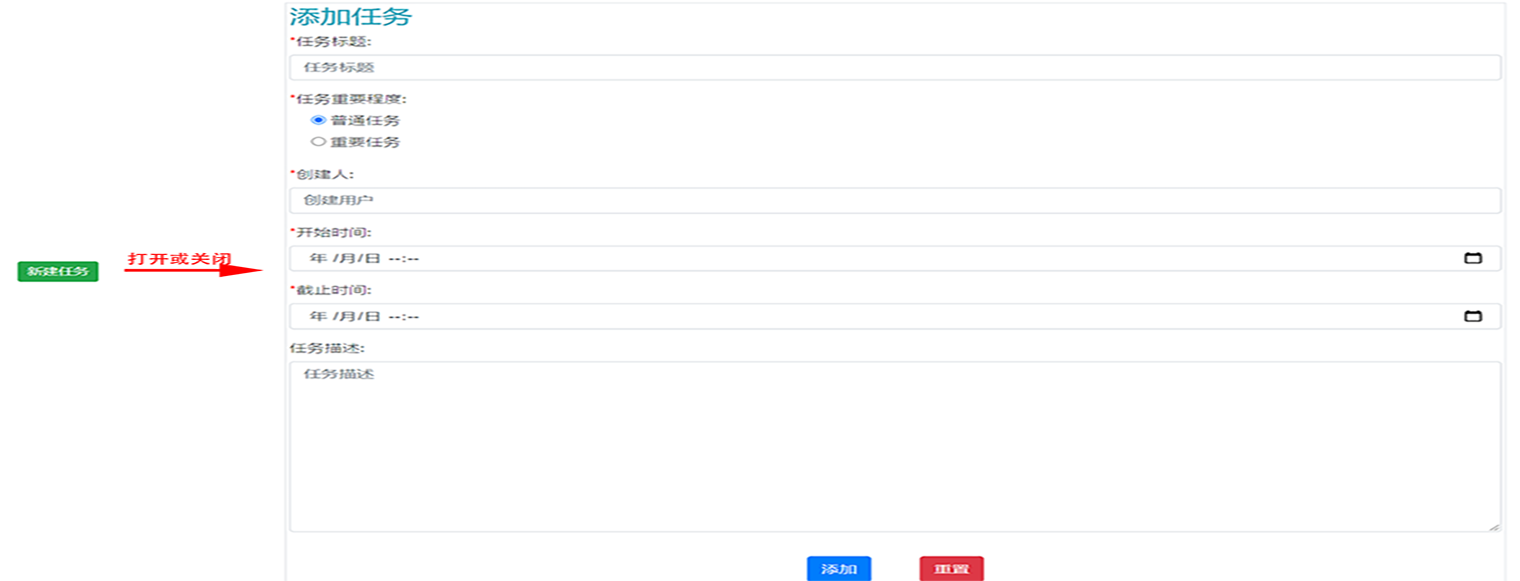 新建任务
打开或关闭
添加任务
*任务标题:
任务标题
*任务重要程度:
普通任务
重要任务
*创建人:
创建用户
*开始时间:
年 /月/日 --:--
*截止时间:
年 /月/日 --:--
任务描述:
任务描述
添加 重置